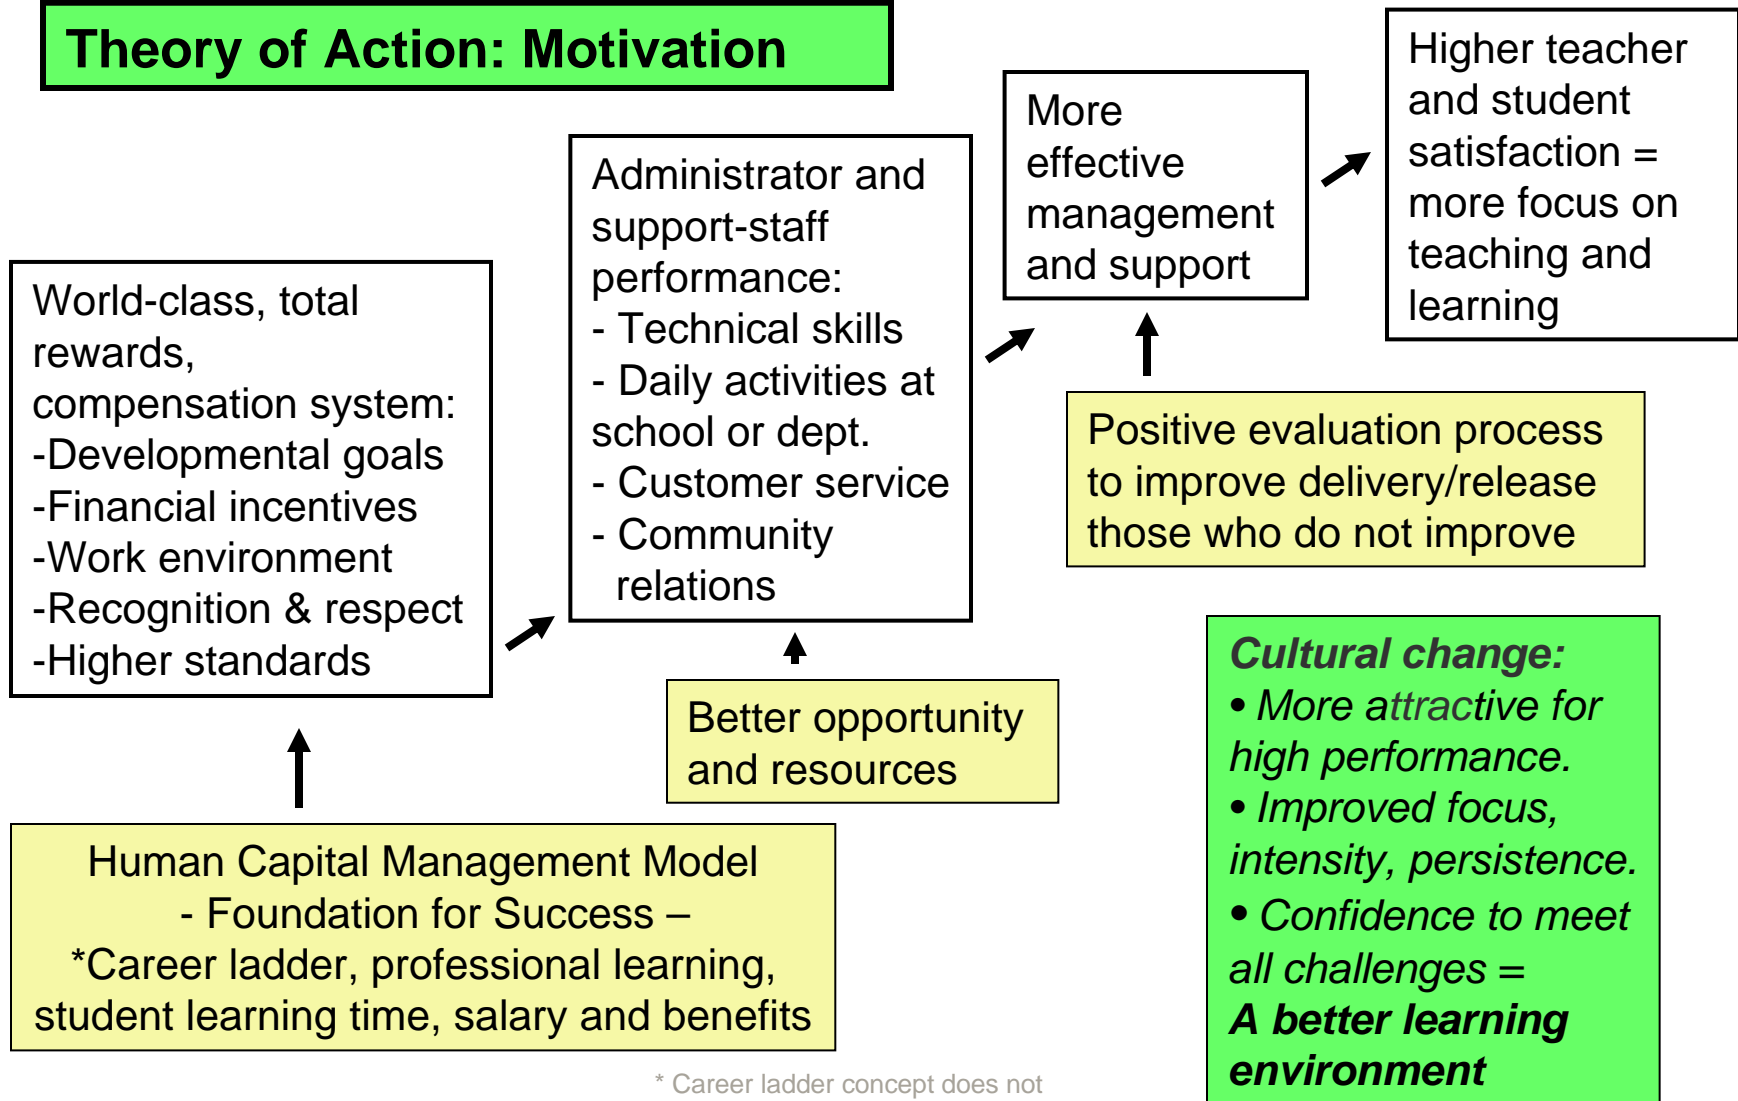 Theory of Action: Motivation
World-class, total
rewards,
compensation system:
-Developmental goals
-Financial incentives
-Work environment
-Recognition & respect
-Higher standards
Administrator and
support-staff
performance:
- Technical skills
- Daily activities at
school or dept.
- Customer service
- Community
relations
More
effective
management
and support
Higher teacher
and student
satisfaction =
more focus on
teaching and
learning
Positive evaluation process
to improve delivery/release
those who do not improve
Better opportunity
and resources
Human Capital Management Model
- Foundation for Success –
*Career ladder, professional learning,
student learning time, salary and benefits
Cultural change:
• More attractive for
high performance.
• Improved focus,
intensity, persistence.
• Confidence to meet
all challenges =
A better learning
environment
* Career ladder concept does not